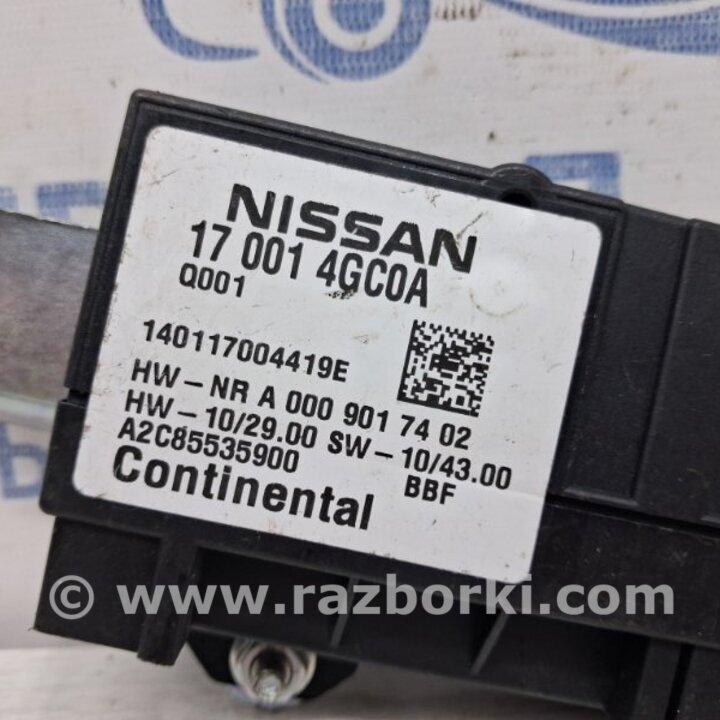 NISSAN
17 001 4GC0A
Q001
140117004419E
HW-NR A 000 901 74 02
HW-10/29.00 SW-10/43.00
A2C85535900
BBF
Continental
© www.razborki.com